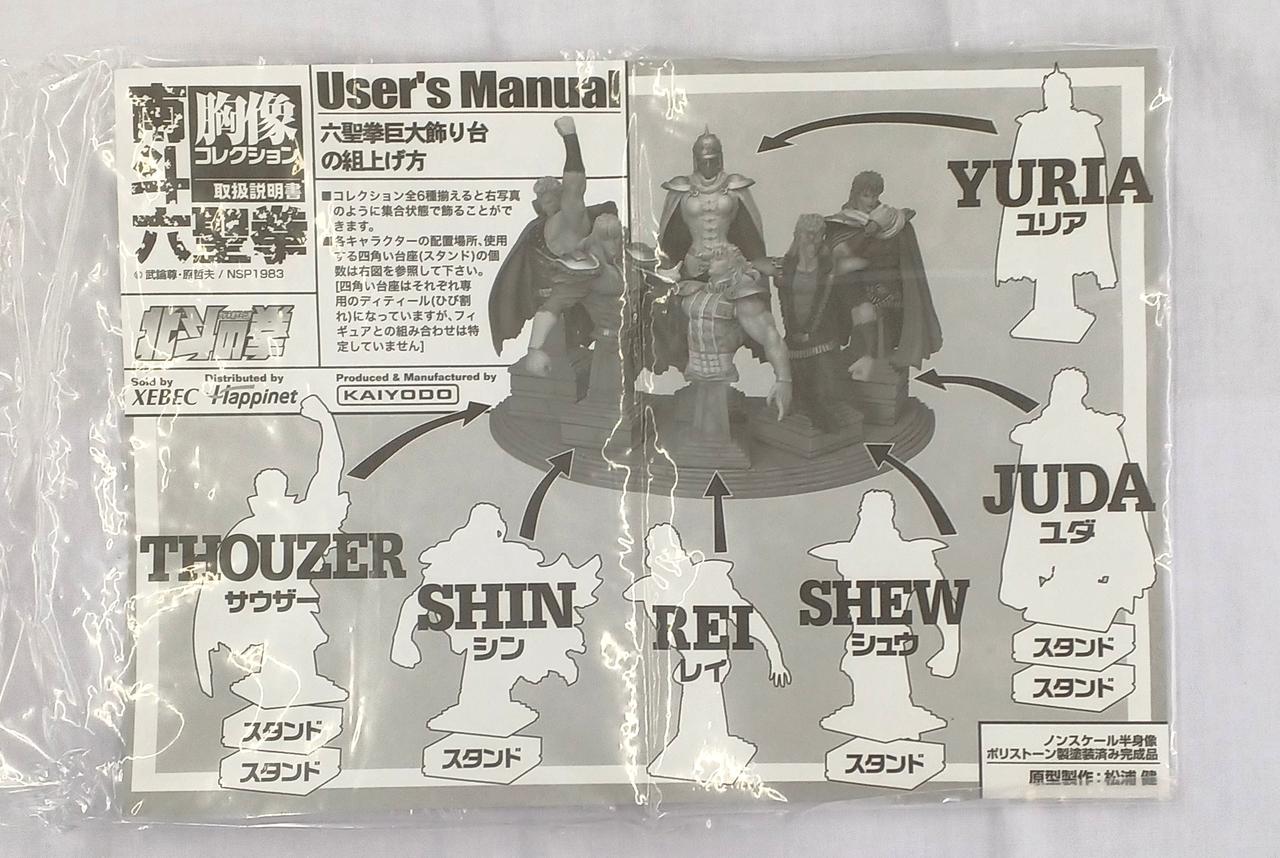 南斗六聖拳
胸像
コレクション
取扱説明書
© 武論尊・原哲夫 / NSP1983
北斗の拳
Sold by
XEBEC
Distributed by
Happinet
Produced & Manufactured by
KAIYODO
User's Manual
六聖拳巨大飾り台
の組上げ方
■コレクション全6種揃えると右写真
のように集合状態で飾ることがで
きます。
■各キャラクターの配置場所、使用
する四角い台座(スタンド)の個
数は右図を参照して下さい。
[四角い台座はそれぞれ専
用のディティール(ひび割
れ)になっていますが、フィ
ギュアとの組み合わせは特
定していません]
YURIA
ユリア
JUDA
ユダ
スタンド
スタンド
THOUZER
サウザー
スタンド
スタンド
SHIN
シン
スタンド
REI
レイ
SHEW
シュウ
スタンド
ノンスケール半身像
ポリストーン製塗装済み完成品
原型製作：松浦 健